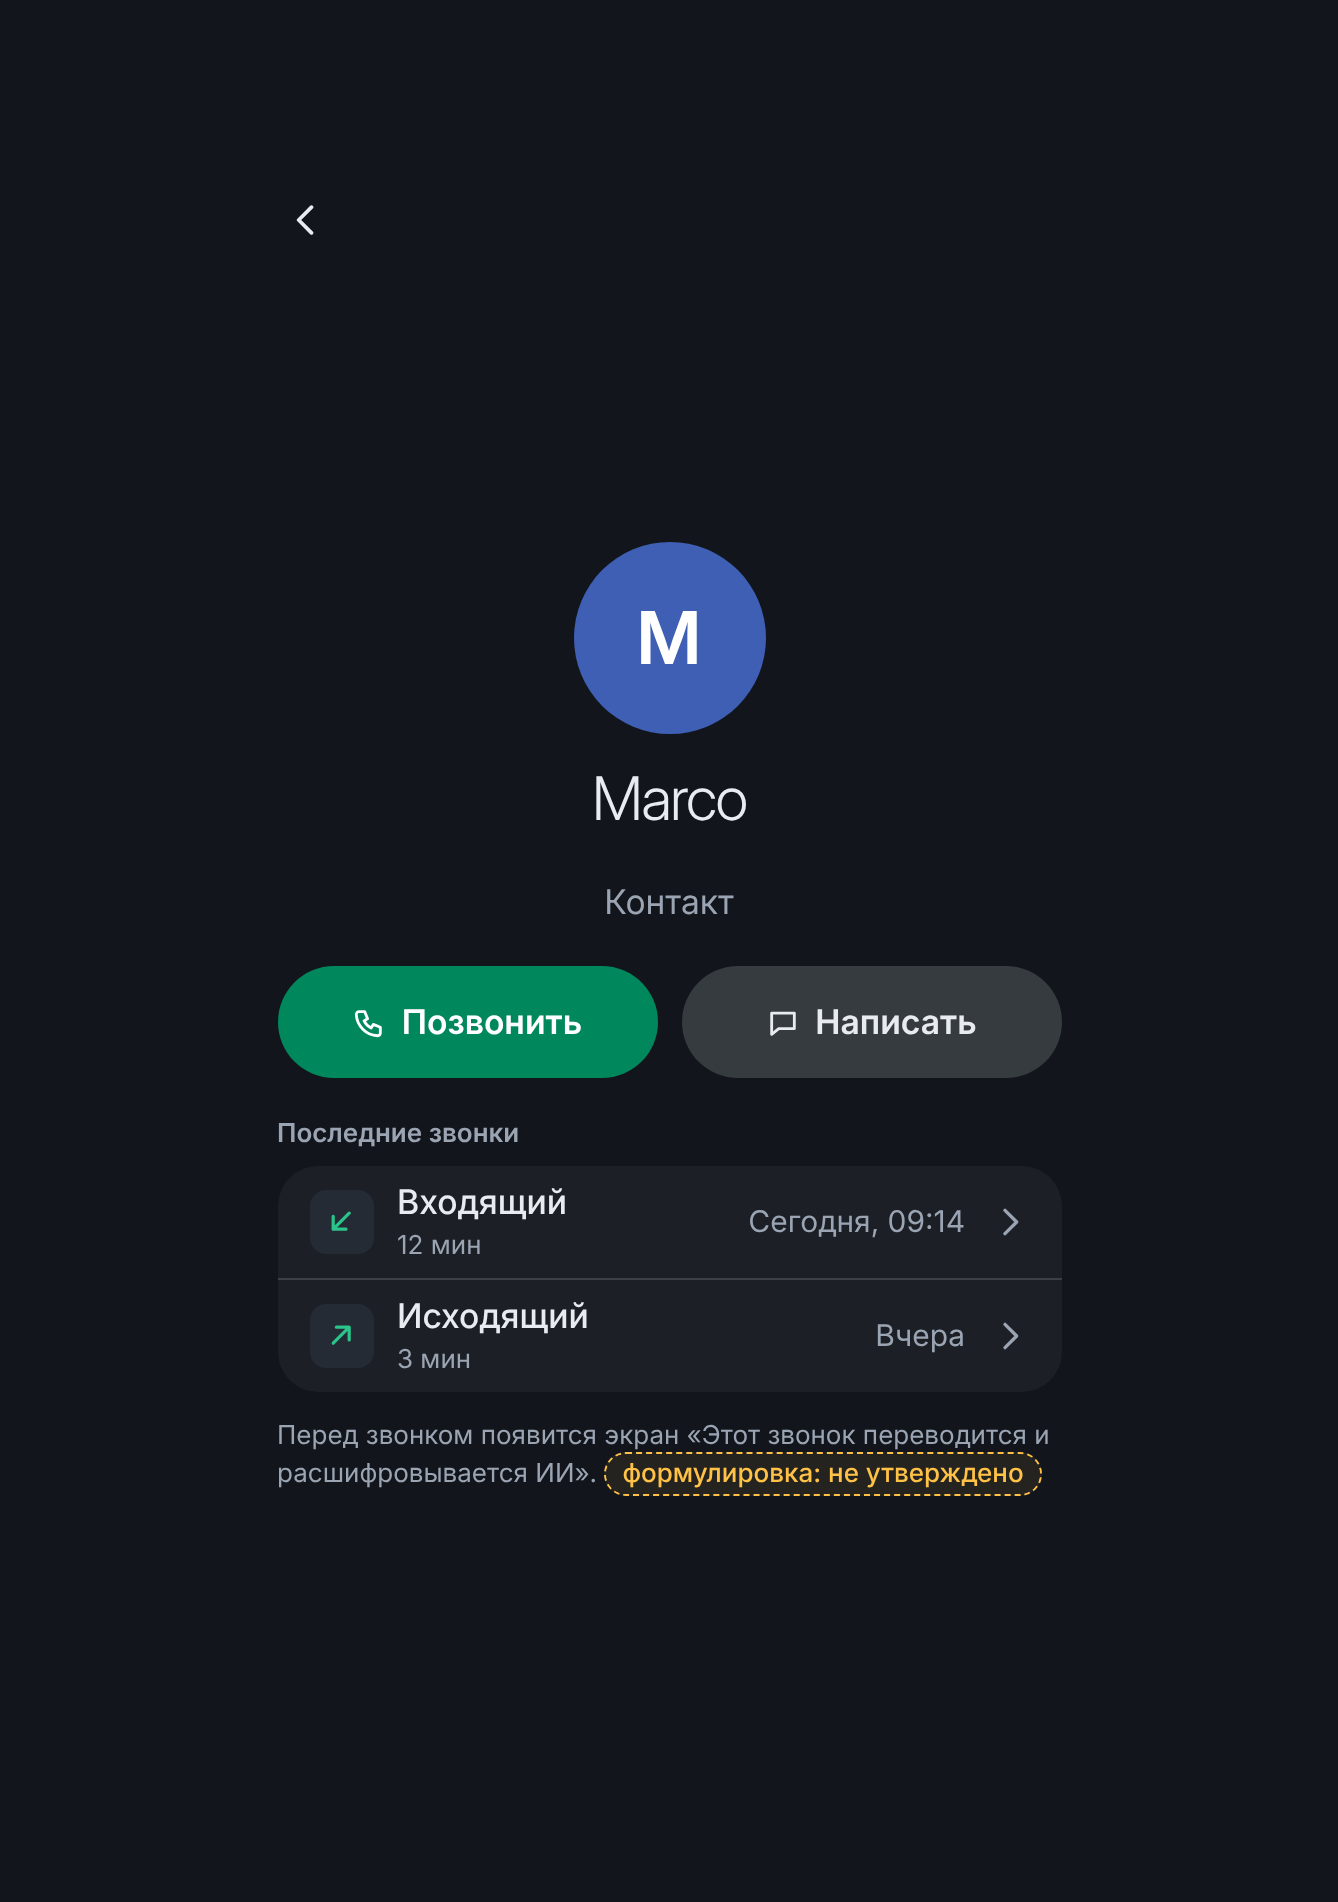 M
Marco
Контакт
Позвонить
Написать
Последние звонки
Входящий
12 мин
Сегодня, 09:14
Исходящий
3 мин
Вчера
Перед звонком появится экран «Этот звонок переводится и
расшифровывается ИИ». формулировка: не утверждено